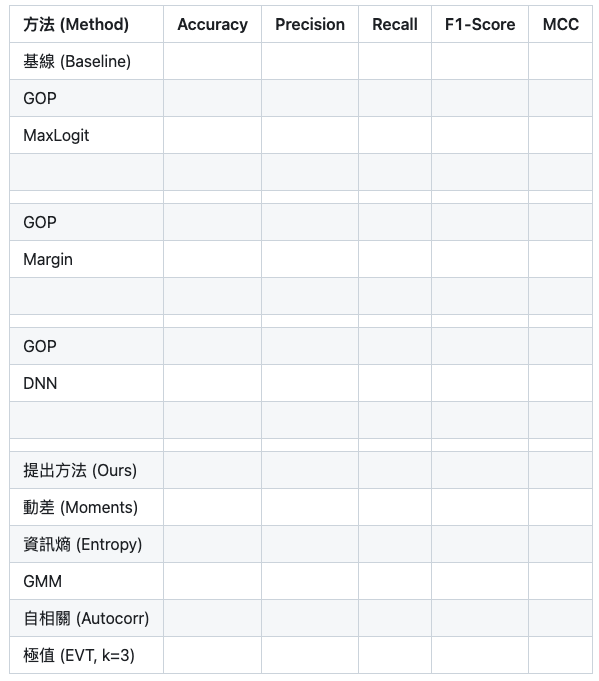 方法 (Method) Accuracy Precision Recall F1-Score MCC
基線 (Baseline)
GOP
MaxLogit
GOP
Margin
GOP
DNN
提出方法 (Ours)
動差 (Moments)
資訊熵 (Entropy)
GMM
自相關 (Autocorr)
極值 (EVT, k=3)